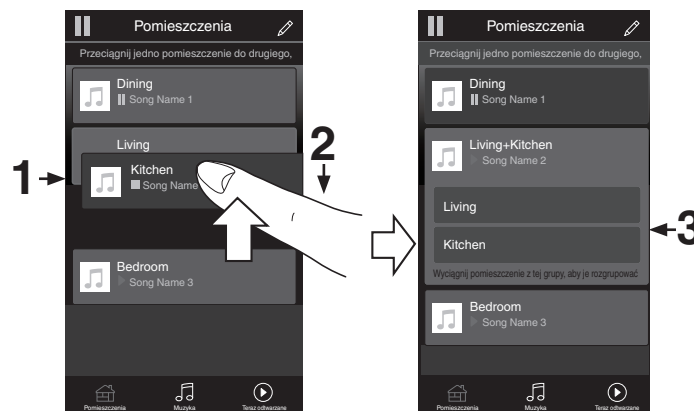 Pomieszczenia
Przeciągnij jedno pomieszczenie do drugiego,
Dining
Song Name 1
Living
Kitchen
Song Name
Bedroom
Song Name 3
Pomieszczenia
Muzyka
Teraz odtwarzane
1
2
Pomieszczenia
Przeciągnij jedno pomieszczenie do drugiego,
Dining
Song Name 1
Living+Kitchen
Song Name 2
Living
Kitchen
Wyciągnij pomieszczenie z tej grupy, aby je rozgrupować
Bedroom
Song Name 3
Pomieszczenia
Muzyka
Teraz odtwarzane
3